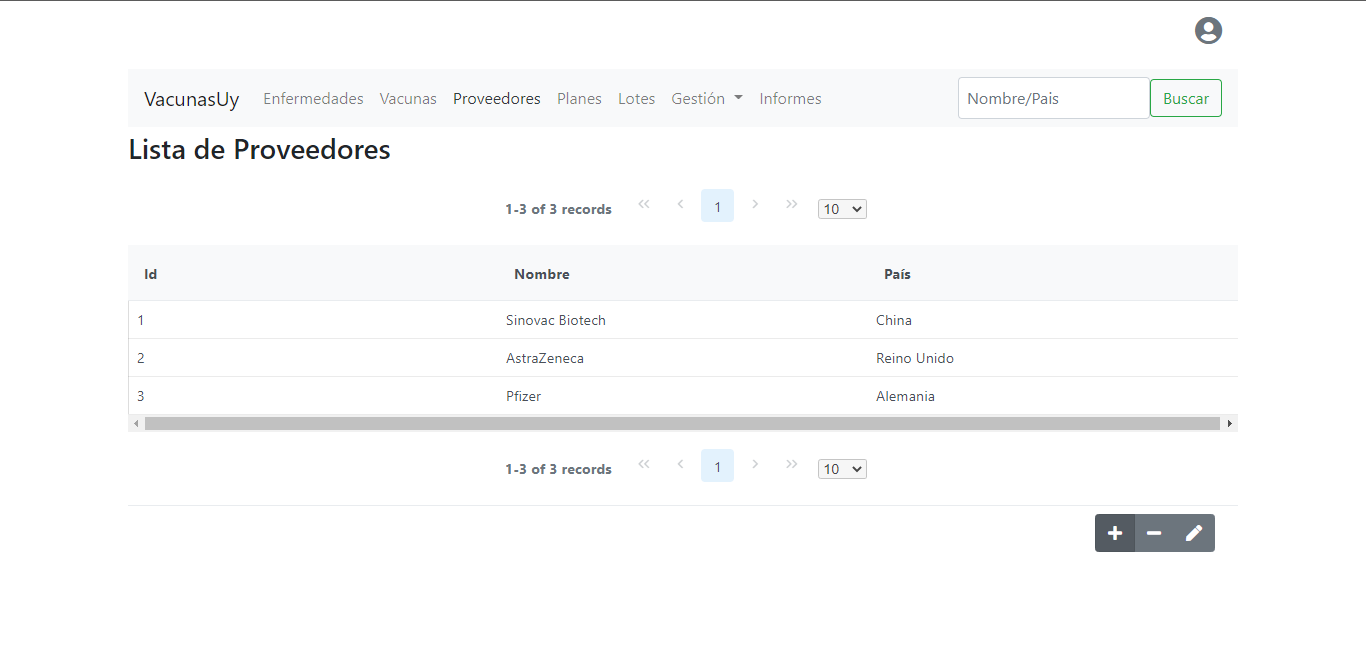 VacunasUy Enfermedades Vacunas Proveedores Planes Lotes Gestión Informes Nombre/Pais Buscar
Lista de Proveedores
1-3 of 3 records 1 10
Id Nombre País
1 Sinovac Biotech China
2 AstraZeneca Reino Unido
3 Pfizer Alemania
1-3 of 3 records 1 10